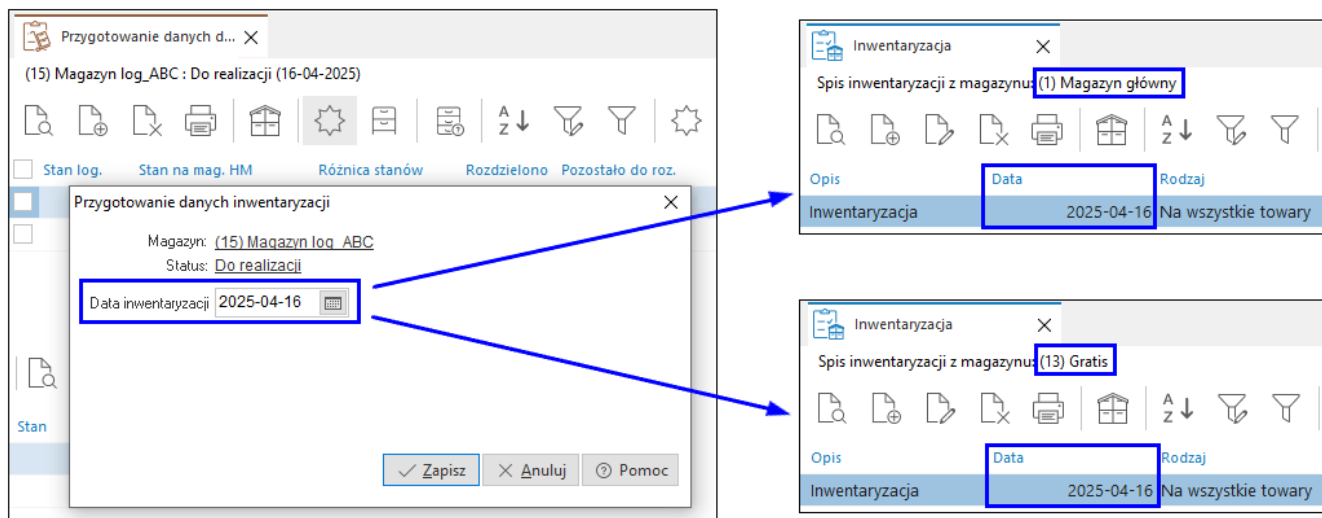 Przygotowanie danych d...
(15) Magazyn log_ABC : Do realizacji (16-04-2025)
A
Z
Stan log. Stan na mag. HM Różnica stanów Rozdzielono Pozostało do roz.
Przygotowanie danych inwentaryzacji
Magazyn: (15) Magazyn log_ABC
Status: Do realizacji
Data inwentaryzacji 2025-04-16
Stan
Zapisz Anuluj Pomoc
Inwentaryzacja
Spis inwentaryzacji z magazynu: (1) Magazyn główny
A
Z
Opis Data Rodzaj
Inwentaryzacja 2025-04-16 Na wszystkie towary
Inwentaryzacja
Spis inwentaryzacji z magazynu: (13) Gratis
A
Z
Opis Data Rodzaj
Inwentaryzacja 2025-04-16 Na wszystkie towary